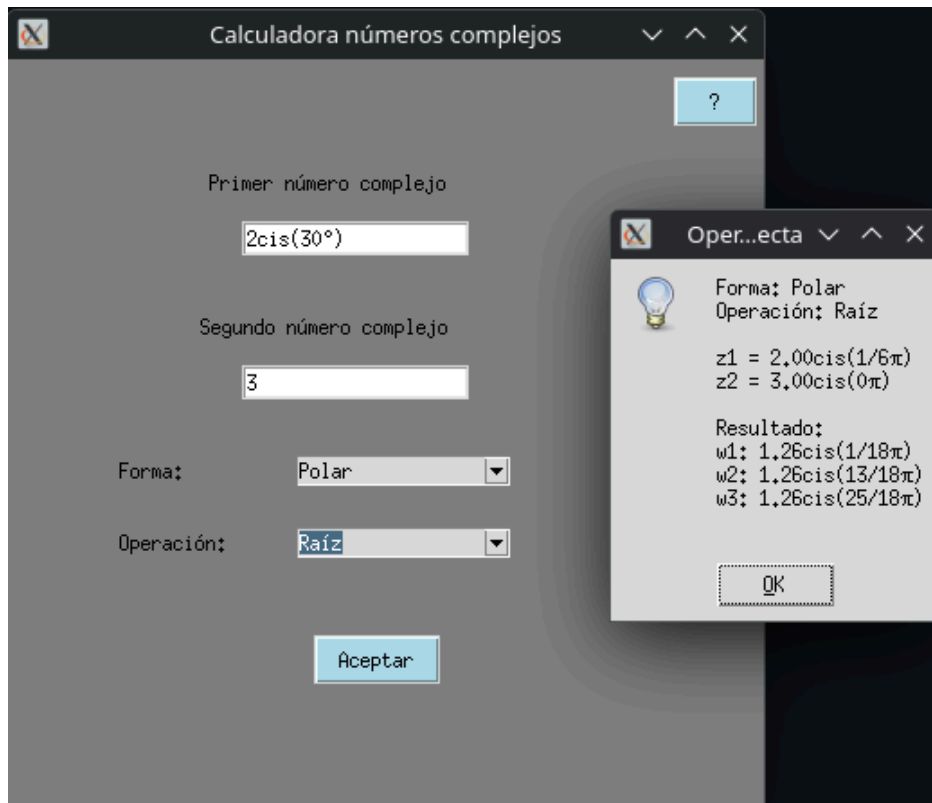 Calculadora números complejos
?
Primer número complejo
2cis(30°)
Segundo número complejo
3
Forma: Polar
Operación: Raíz
Aceptar
Oper...ecta
Forma: Polar
Operación: Raíz
z1 = 2.00cis(1/6π)
z2 = 3.00cis(0π)
Resultado:
w1: 1.26cis(1/18π)
w2: 1.26cis(13/18π)
w3: 1.26cis(25/18π)
OK